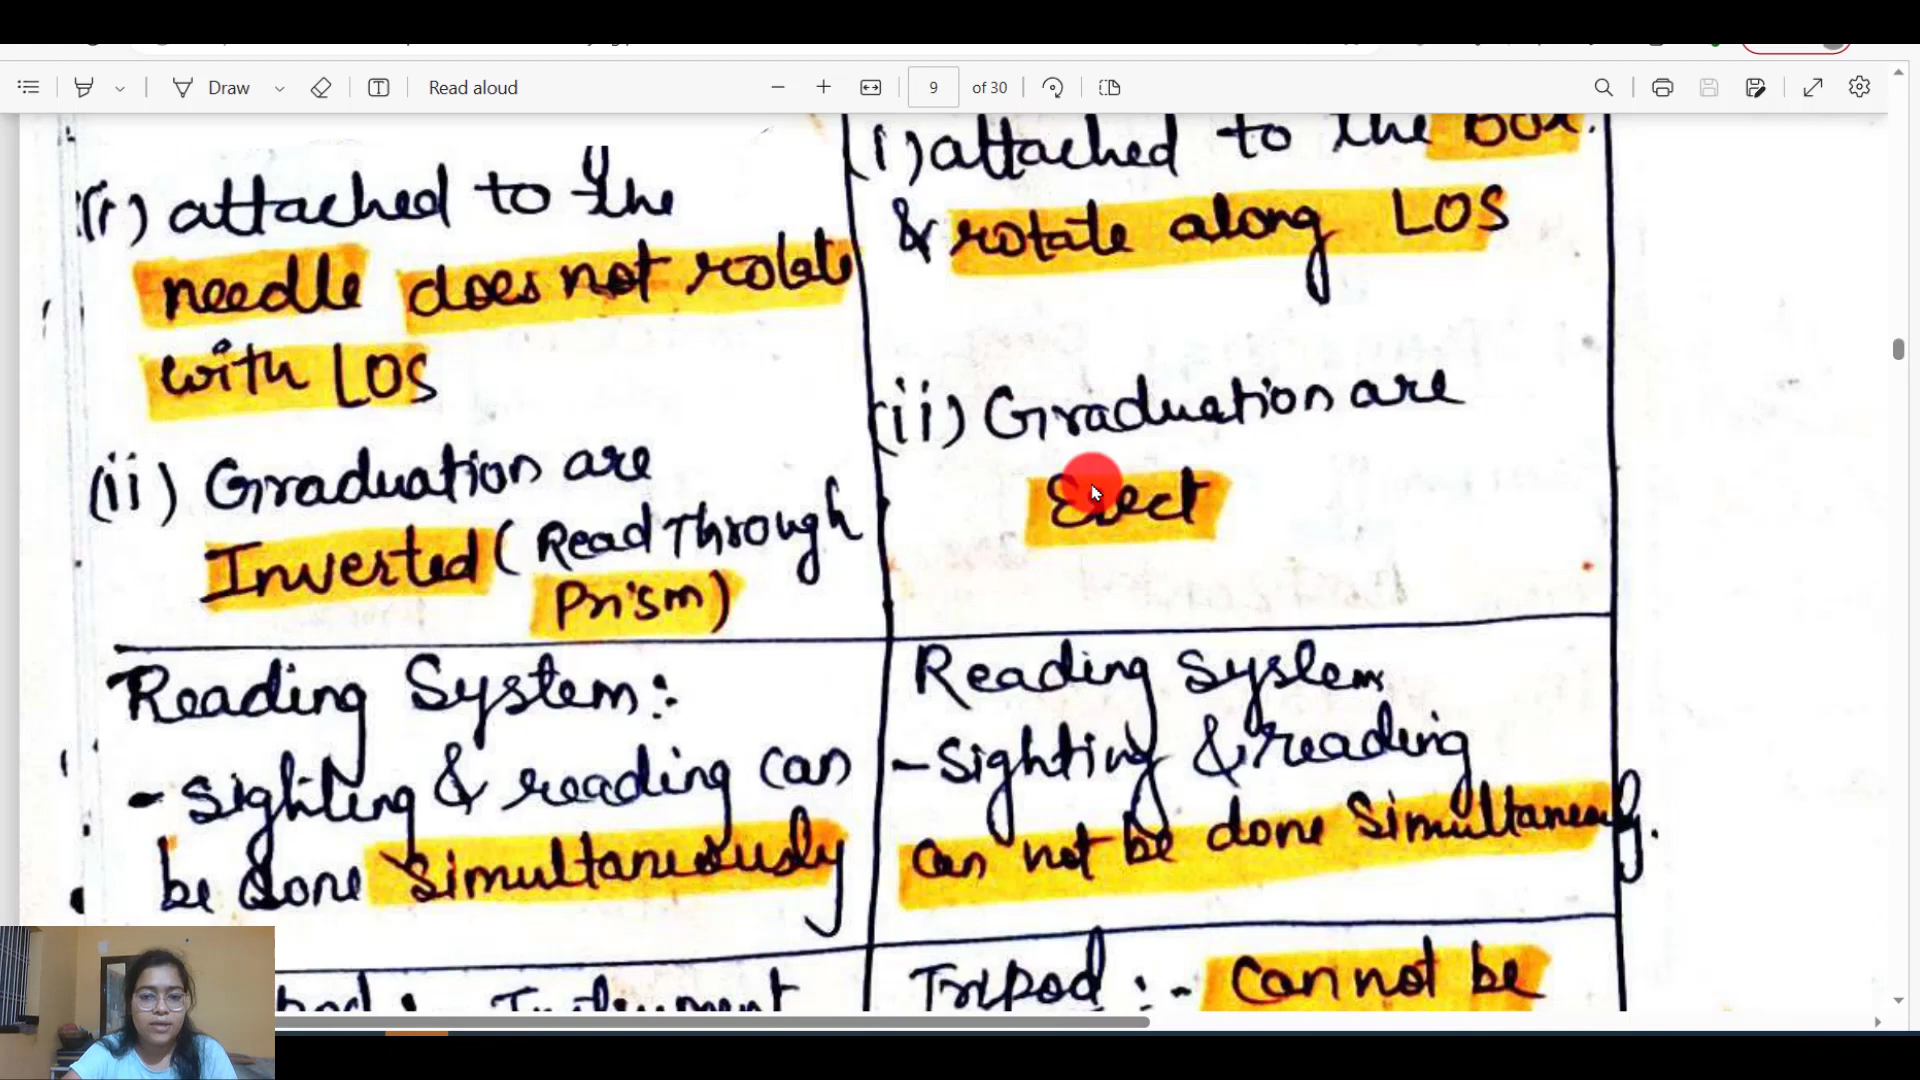 Draw
Read aloud
9
of 30
(i) attached to the
needle does not rotate
with LOS
(ii) Graduation are
Inverted (Read Through
Prism)
Reading System:-
- Sighting & reading can
be done simultaneously
Instrument
(i) attached to the Box.
& rotate along LOS
(ii) Graduation are
Erect
Reading System
- Sighting & reading
can not be done Simultaneously.
Tripod :- Cannot be